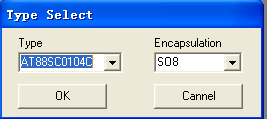 Type Select
Type Encapsulation
AT88SC0104C SO8
OK Cannel